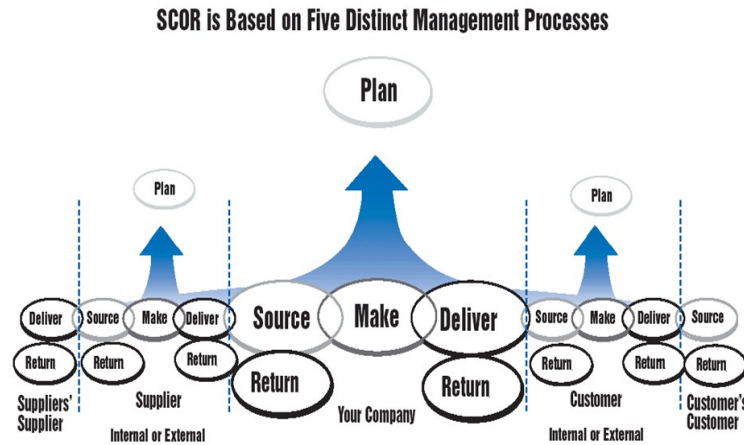 SCOR is Based on Five Distinct Management Processes
Plan
Plan
Plan
Deliver
Source
Make
Deliver
Source
Make
Deliver
Source
Make
Deliver
Source
Return
Return
Return
Return
Return
Return
Return
Return
Suppliers'
Supplier
Supplier
Internal or External
Your Company
Customer
Internal or External
Customer's
Customer